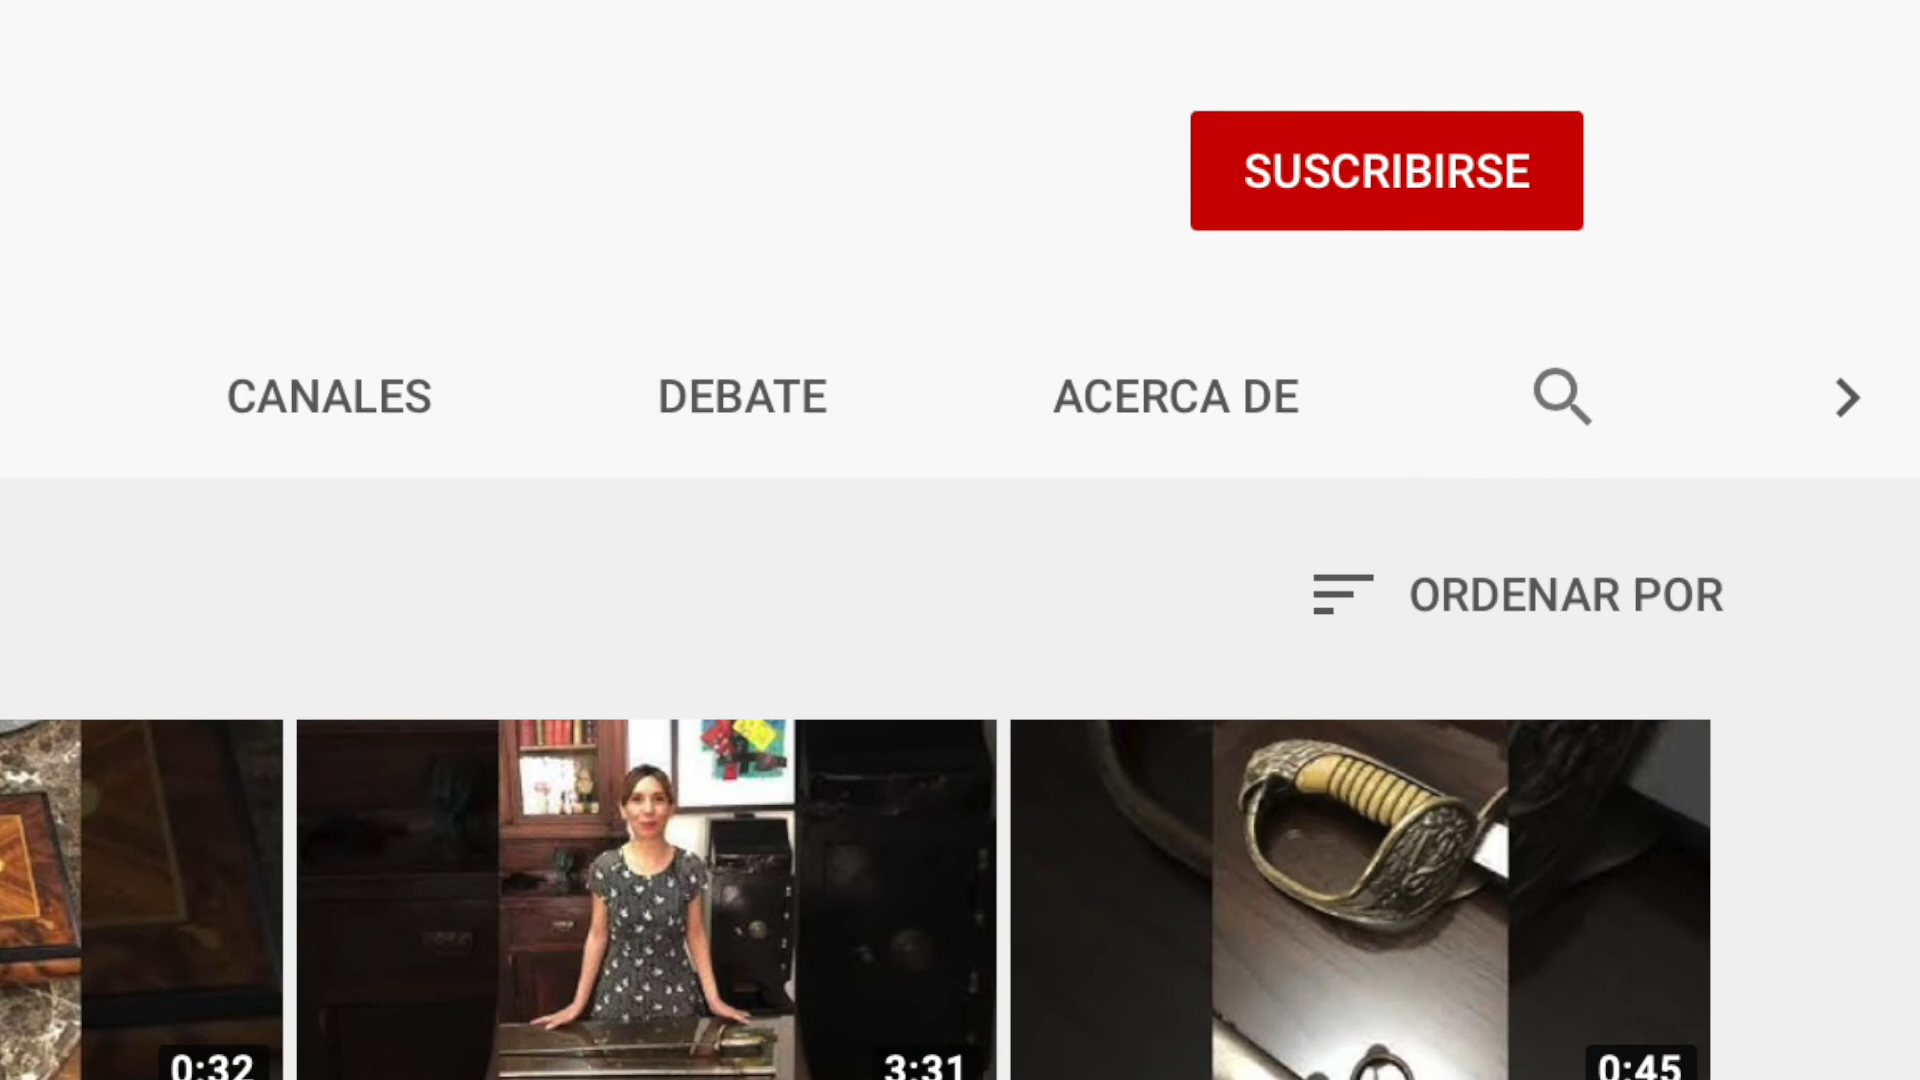 SUSCRIBIRSE
CANALES DEBATE ACERCA DE
ORDENAR POR
0:32 3:31 0:45